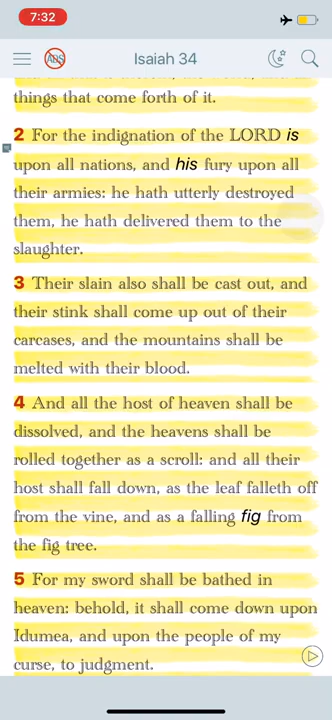 7:32
ADS
Isaiah 34
things that come forth of it.
2 For the indignation of the LORD is
upon all nations, and his fury upon all
their armies: he hath utterly destroyed
them, he hath delivered them to the
slaughter.
3 Their slain also shall be cast out, and
their stink shall come up out of their
carcases, and the mountains shall be
melted with their blood.
4 And all the host of heaven shall be
dissolved, and the heavens shall be
rolled together as a scroll: and all their
host shall fall down, as the leaf falleth off
from the vine, and as a falling fig from
the fig tree.
5 For my sword shall be bathed in
heaven: behold, it shall come down upon
Idumea, and upon the people of my
curse, to judgment.